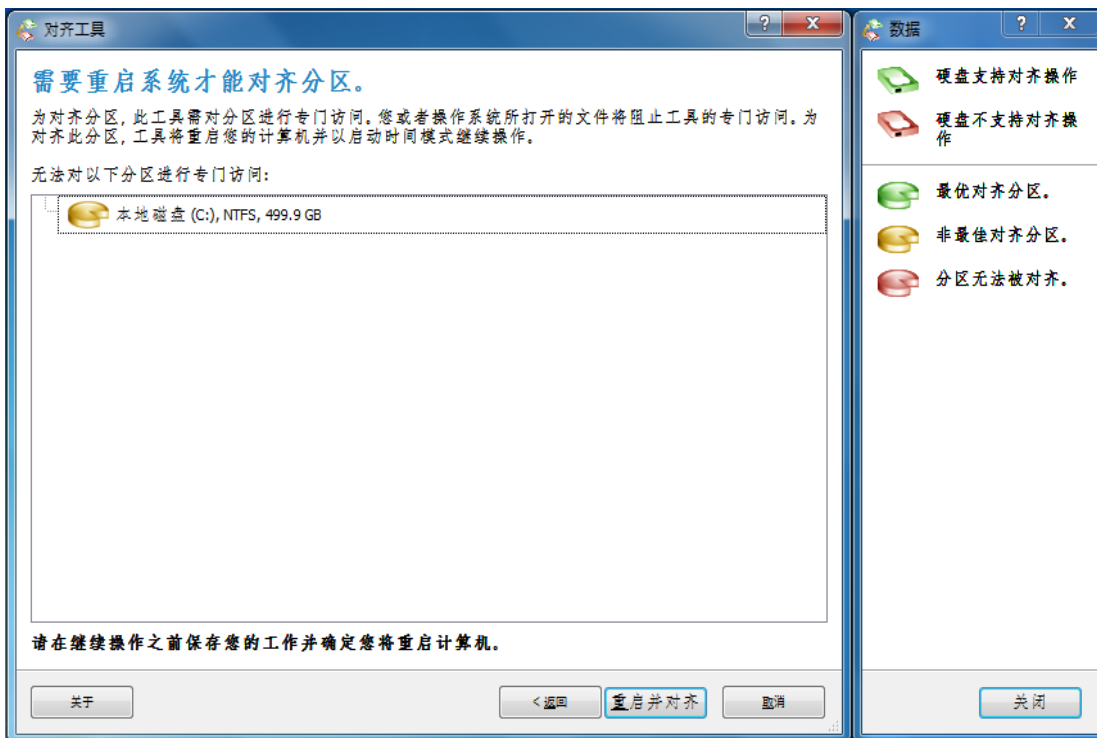 对齐工具
需要重启系统才能对齐分区。
为对齐分区, 此工具需对分区进行专门访问。您或者操作系统所打开的文件将阻止工具的专门访问。为
对齐此分区, 工具将重启您的计算机并以启动时间模式继续操作。
无法对以下分区进行专门访问:
本地磁盘 (C:), NTFS, 499.9 GB
请在继续操作之前保存您的工作并确定您将重启计算机。
关于
< 返回
重启并对齐
取消
数据
硬盘支持对齐操作
硬盘不支持对齐操
作
最优对齐分区。
非最佳对齐分区。
分区无法被对齐。
关闭